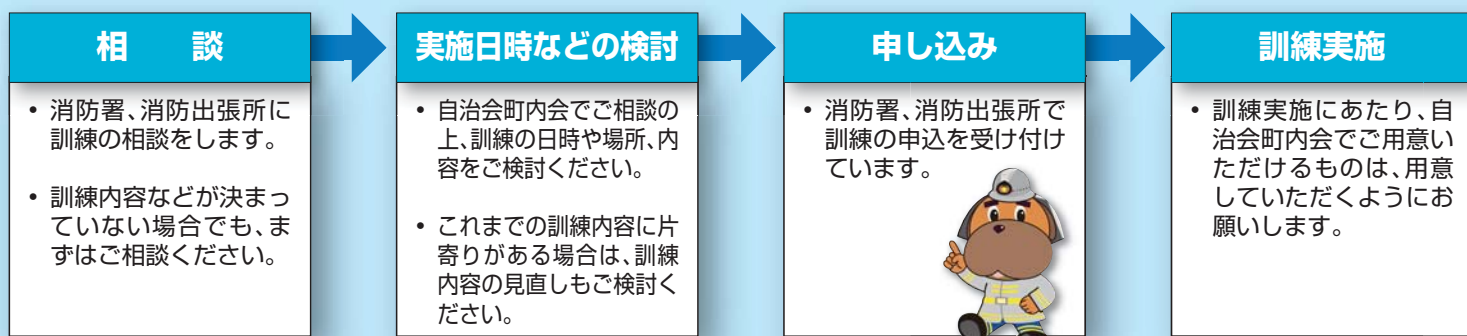 相　　談
• 消防署、消防出張所に
訓練の相談をします。
• 訓練内容などが決まっ
ていない場合でも、ま
ずはご相談ください。
実施日時などの検討
• 自治会町内会でご相談の
上、訓練の日時や場所、内
容をご検討ください。
• これまでの訓練内容に片
寄りがある場合は、訓練
内容の見直しもご検討く
ださい。
申し込み
• 消防署、消防出張所で
訓練の申込を受け付け
ています。
訓練実施
• 訓練実施にあたり、自
治会町内会でご用意い
ただけるものは、用意
していただくようにお
願いします。